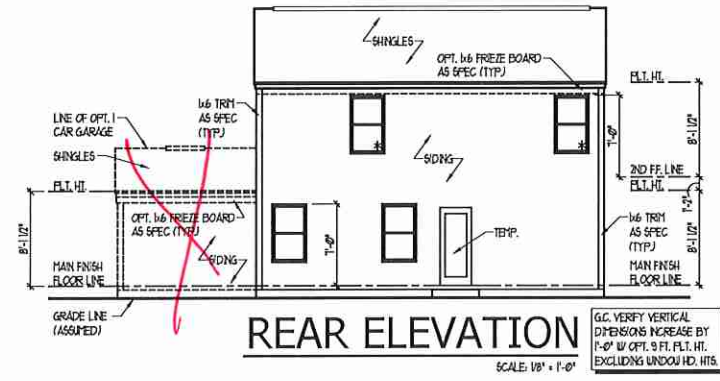 SHINGLES
OPT. 1x6 FRIEZE BOARD
AS SPEC (TYP.)
PLT. HT.
1x6 TRIM
AS SPEC
(TYP.)
LINE OF OPT. 1
CAR GARAGE
SHINGLES
8'-1 1/2"
7'-0"
SIDING
2ND F.F. LINE
PLT. HT.
1'-2"
PLT. HT.
OPT. 1x6 FRIEZE BOARD
AS SPEC (TYP.)
1x6 TRIM
AS SPEC
(TYP.)
8'-1 1/2"
SIDING
7'-0"
TEMP.
8'-1 1/2"
MAIN FINISH
FLOOR LINE
MAIN FINISH
FLOOR LINE
GRADE LINE
(ASSUMED)
REAR ELEVATION
SCALE: 1/8" = 1'-0"
G.C. VERIFY VERTICAL
DIMENSIONS INCREASE BY
1'-0" W/ OPT. 9 FT. PLT. HT.
EXCLUDING WINDOW HD. HTS.